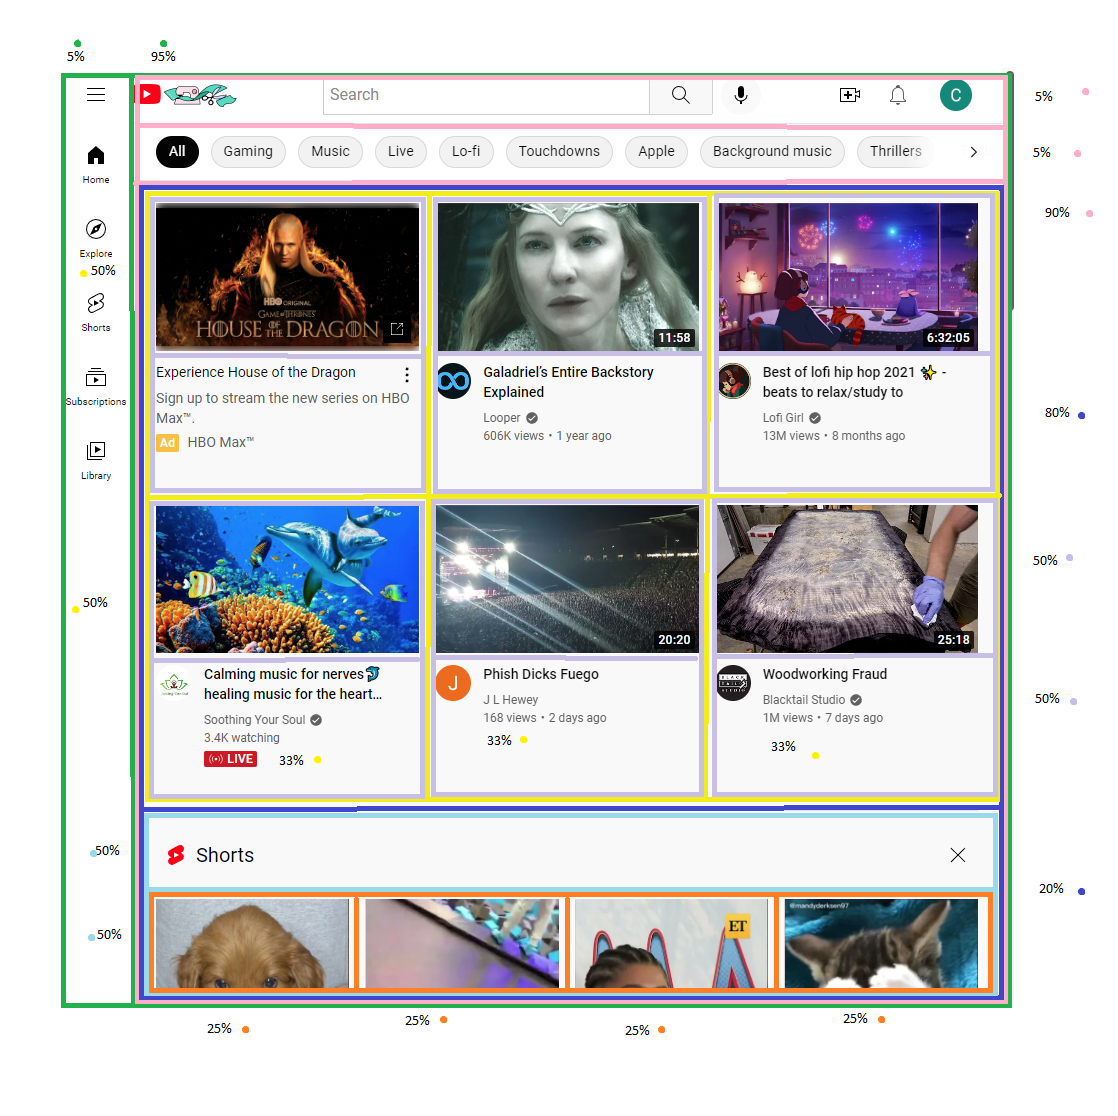 5%
95%
Search
C
5%
All
Gaming
Music
Live
Lo-fi
Touchdowns
Apple
Background music
Thrillers
5%
Home
90%
Explore
50%
Shorts
Subscriptions
Library
HBO ORIGINAL
GAME OF THRONES
HOUSE OF THE DRAGON
11:58
6:32:05
Experience House of the Dragon
Sign up to stream the new series on HBO
Max™.
Ad HBO Max™
Galadriel's Entire Backstory
Explained
Looper
606K views • 1 year ago
Best of lofi hip hop 2021 ✨ -
beats to relax/study to
Lofi Girl
13M views • 8 months ago
80%
20:20
25:18
50%
50%
Calming music for nerves🐬
healing music for the heart...
Soothing Your Soul
3.4K watching
LIVE
33%
J
Phish Dicks Fuego
J L Hewey
168 views • 2 days ago
33%
BLACK
TAIL
STUDIO
Woodworking Fraud
Blacktail Studio
1M views • 7 days ago
33%
50%
50%
Shorts
20%
50%
ET
@mandyderksen97
25%
25%
25%
25%